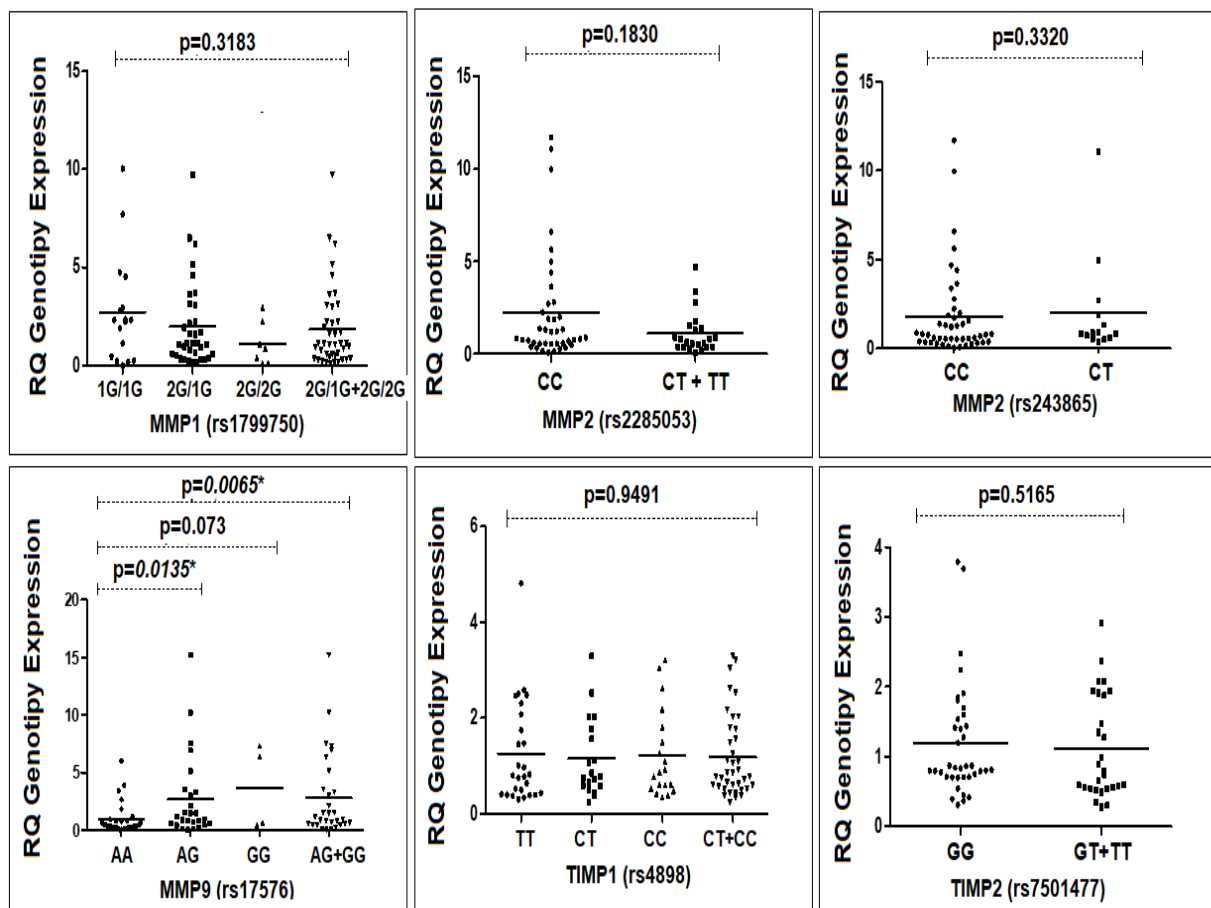 p=0.3183
RQ Genotipy Expression
15
10
5
0
1G/1G 2G/1G 2G/2G 2G/1G+2G/2G
MMP1 (rs1799750)
p=0.1830
RQ Genotipy Expression
15
10
5
0
CC CT + TT
MMP2 (rs2285053)
p=0.3320
RQ Genotipy Expression
15
10
5
0
CC CT
MMP2 (rs243865)
p=0.0065*
p=0.073
p=0.0135*
RQ Genotipy Expression
20
15
10
5
0
AA AG GG AG+GG
MMP9 (rs17576)
p=0.9491
RQ Genotipy Expression
6
4
2
0
TT CT CC CT+CC
TIMP1 (rs4898)
p=0.5165
RQ Genotipy Expression
4
3
2
1
0
GG GT+TT
TIMP2 (rs7501477)